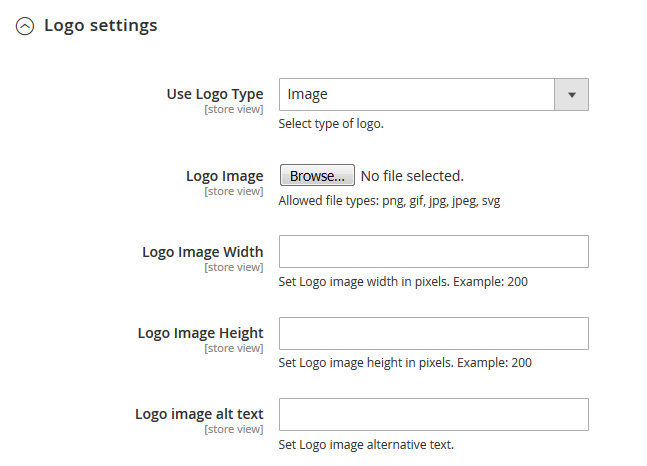 Logo settings
Use Logo Type
Image
[store view]
Select type of logo.
Logo Image
Browse... No file selected.
[store view]
Allowed file types: png, gif, jpg, jpeg, svg
Logo Image Width
[store view]
Set Logo image width in pixels. Example: 200
Logo Image Height
[store view]
Set Logo image height in pixels. Example: 200
Logo image alt text
[store view]
Set Logo image alternative text.